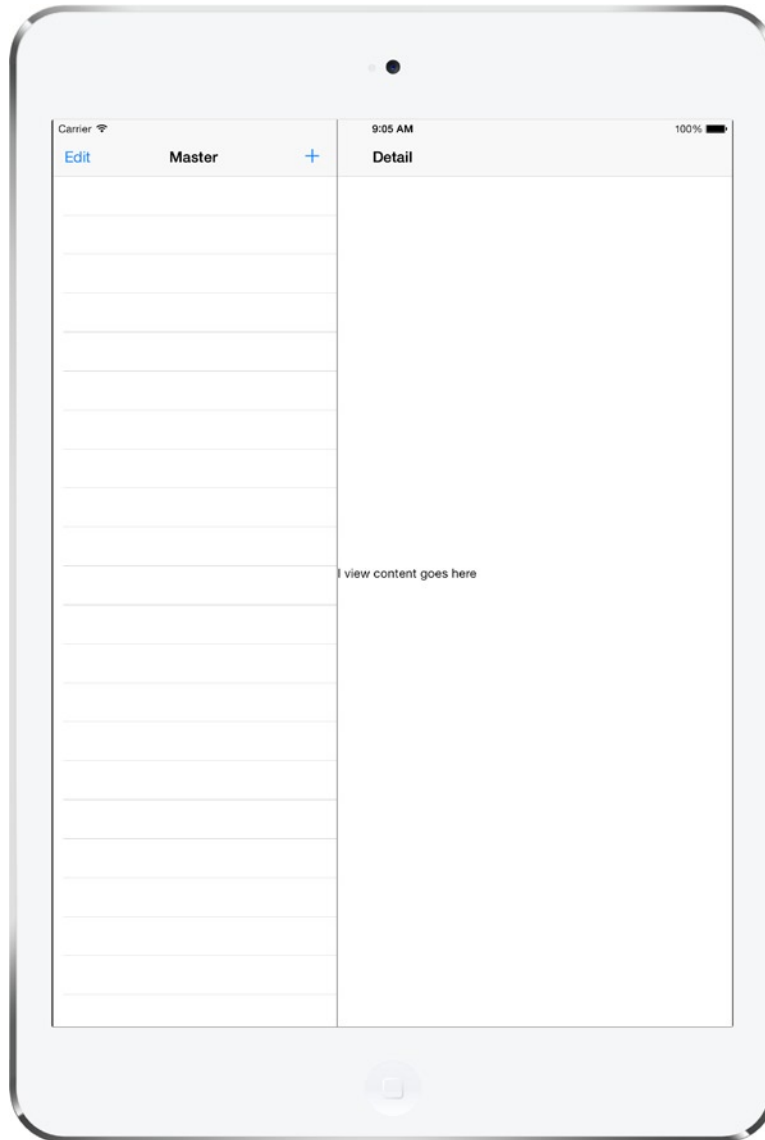 Carrier
9:05 AM
100%
Edit
Master
+
Detail
l view content goes here